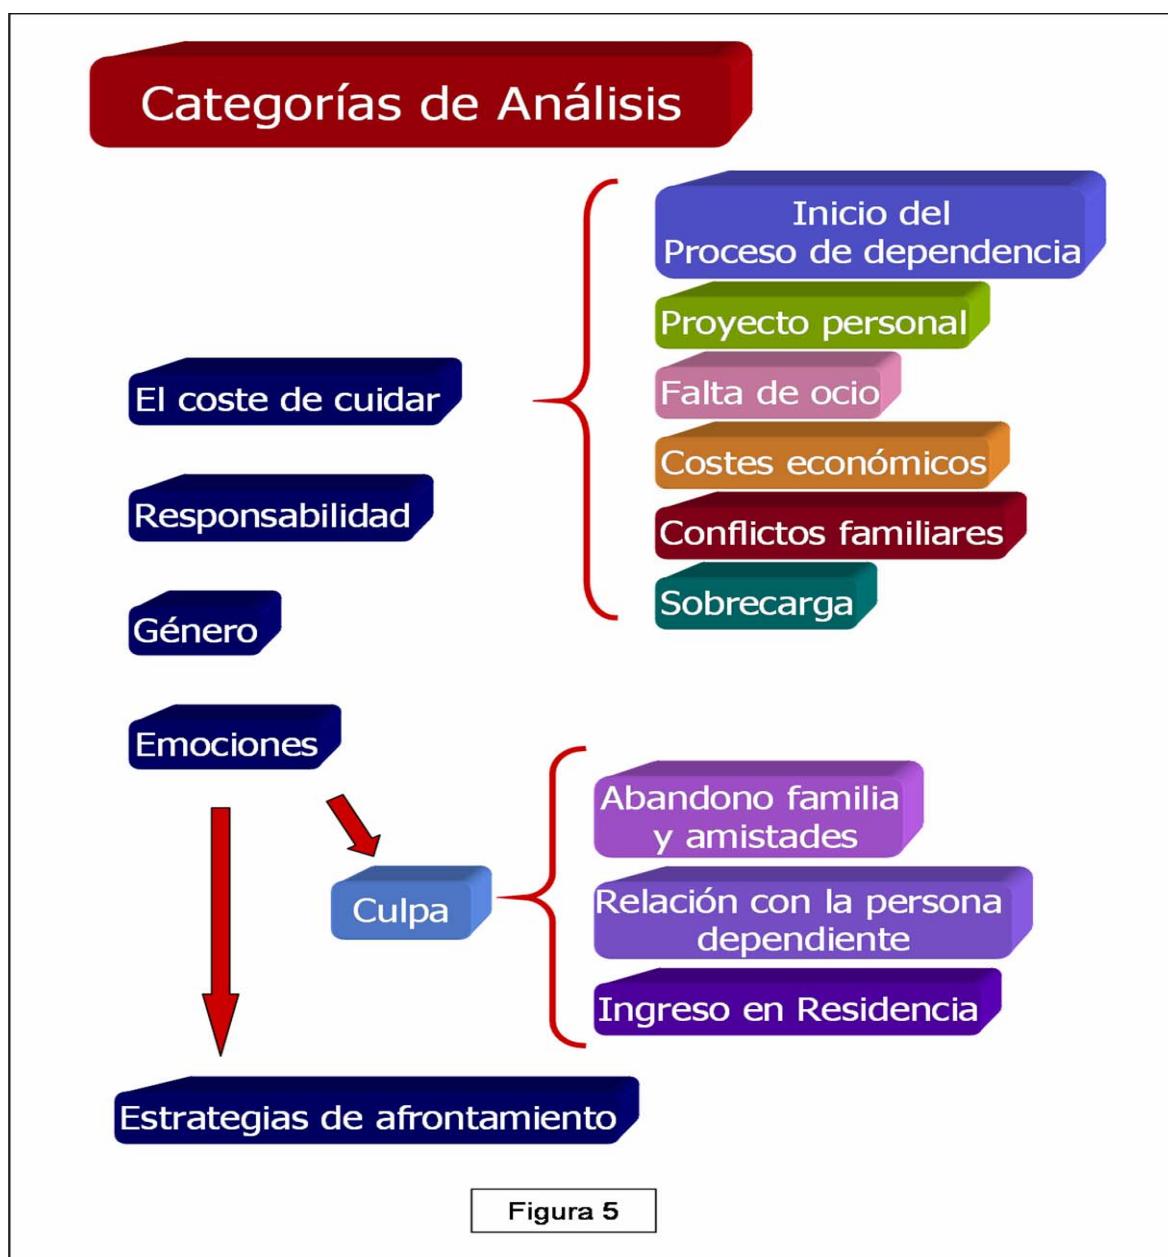 Categorías de Análisis
El coste de cuidar
Responsabilidad
Género
Emociones
Inicio del
Proceso de dependencia
Proyecto personal
Falta de ocio
Costes económicos
Conflictos familiares
Sobrecarga
Culpa
Abandono familia
y amistades
Relación con la persona
dependiente
Ingreso en Residencia
Estrategias de afrontamiento
Figura 5